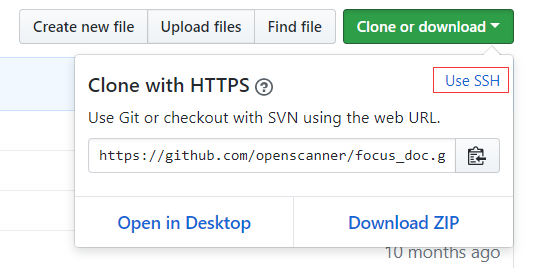 Create new file Upload files Find file Clone or download
Clone with HTTPS ?
Use SSH
Use Git or checkout with SVN using the web URL.
https://github.com/openscanner/focus_doc.g
Open in Desktop Download ZIP
10 months ago